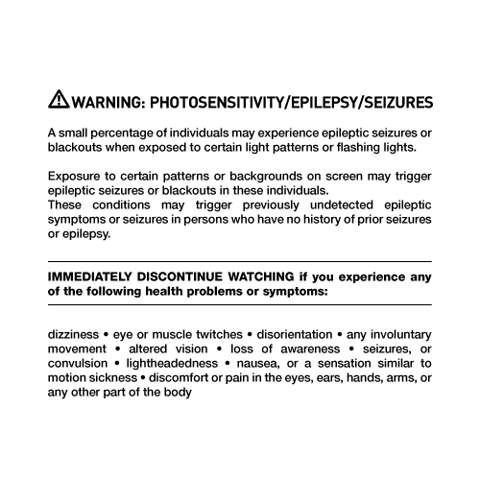 ⚠WARNING: PHOTOSENSITIVITY/EPILEPSY/SEIZURES
A small percentage of individuals may experience epileptic seizures or
blackouts when exposed to certain light patterns or flashing lights.
Exposure to certain patterns or backgrounds on screen may trigger
epileptic seizures or blackouts in these individuals.
These conditions may trigger previously undetected epileptic
symptoms or seizures in persons who have no history of prior seizures
or epilepsy.
IMMEDIATELY DISCONTINUE WATCHING if you experience any
of the following health problems or symptoms:
dizziness • eye or muscle twitches • disorientation • any involuntary
movement • altered vision • loss of awareness • seizures, or
convulsion • lightheadedness • nausea, or a sensation similar to
motion sickness • discomfort or pain in the eyes, ears, hands, arms, or
any other part of the body